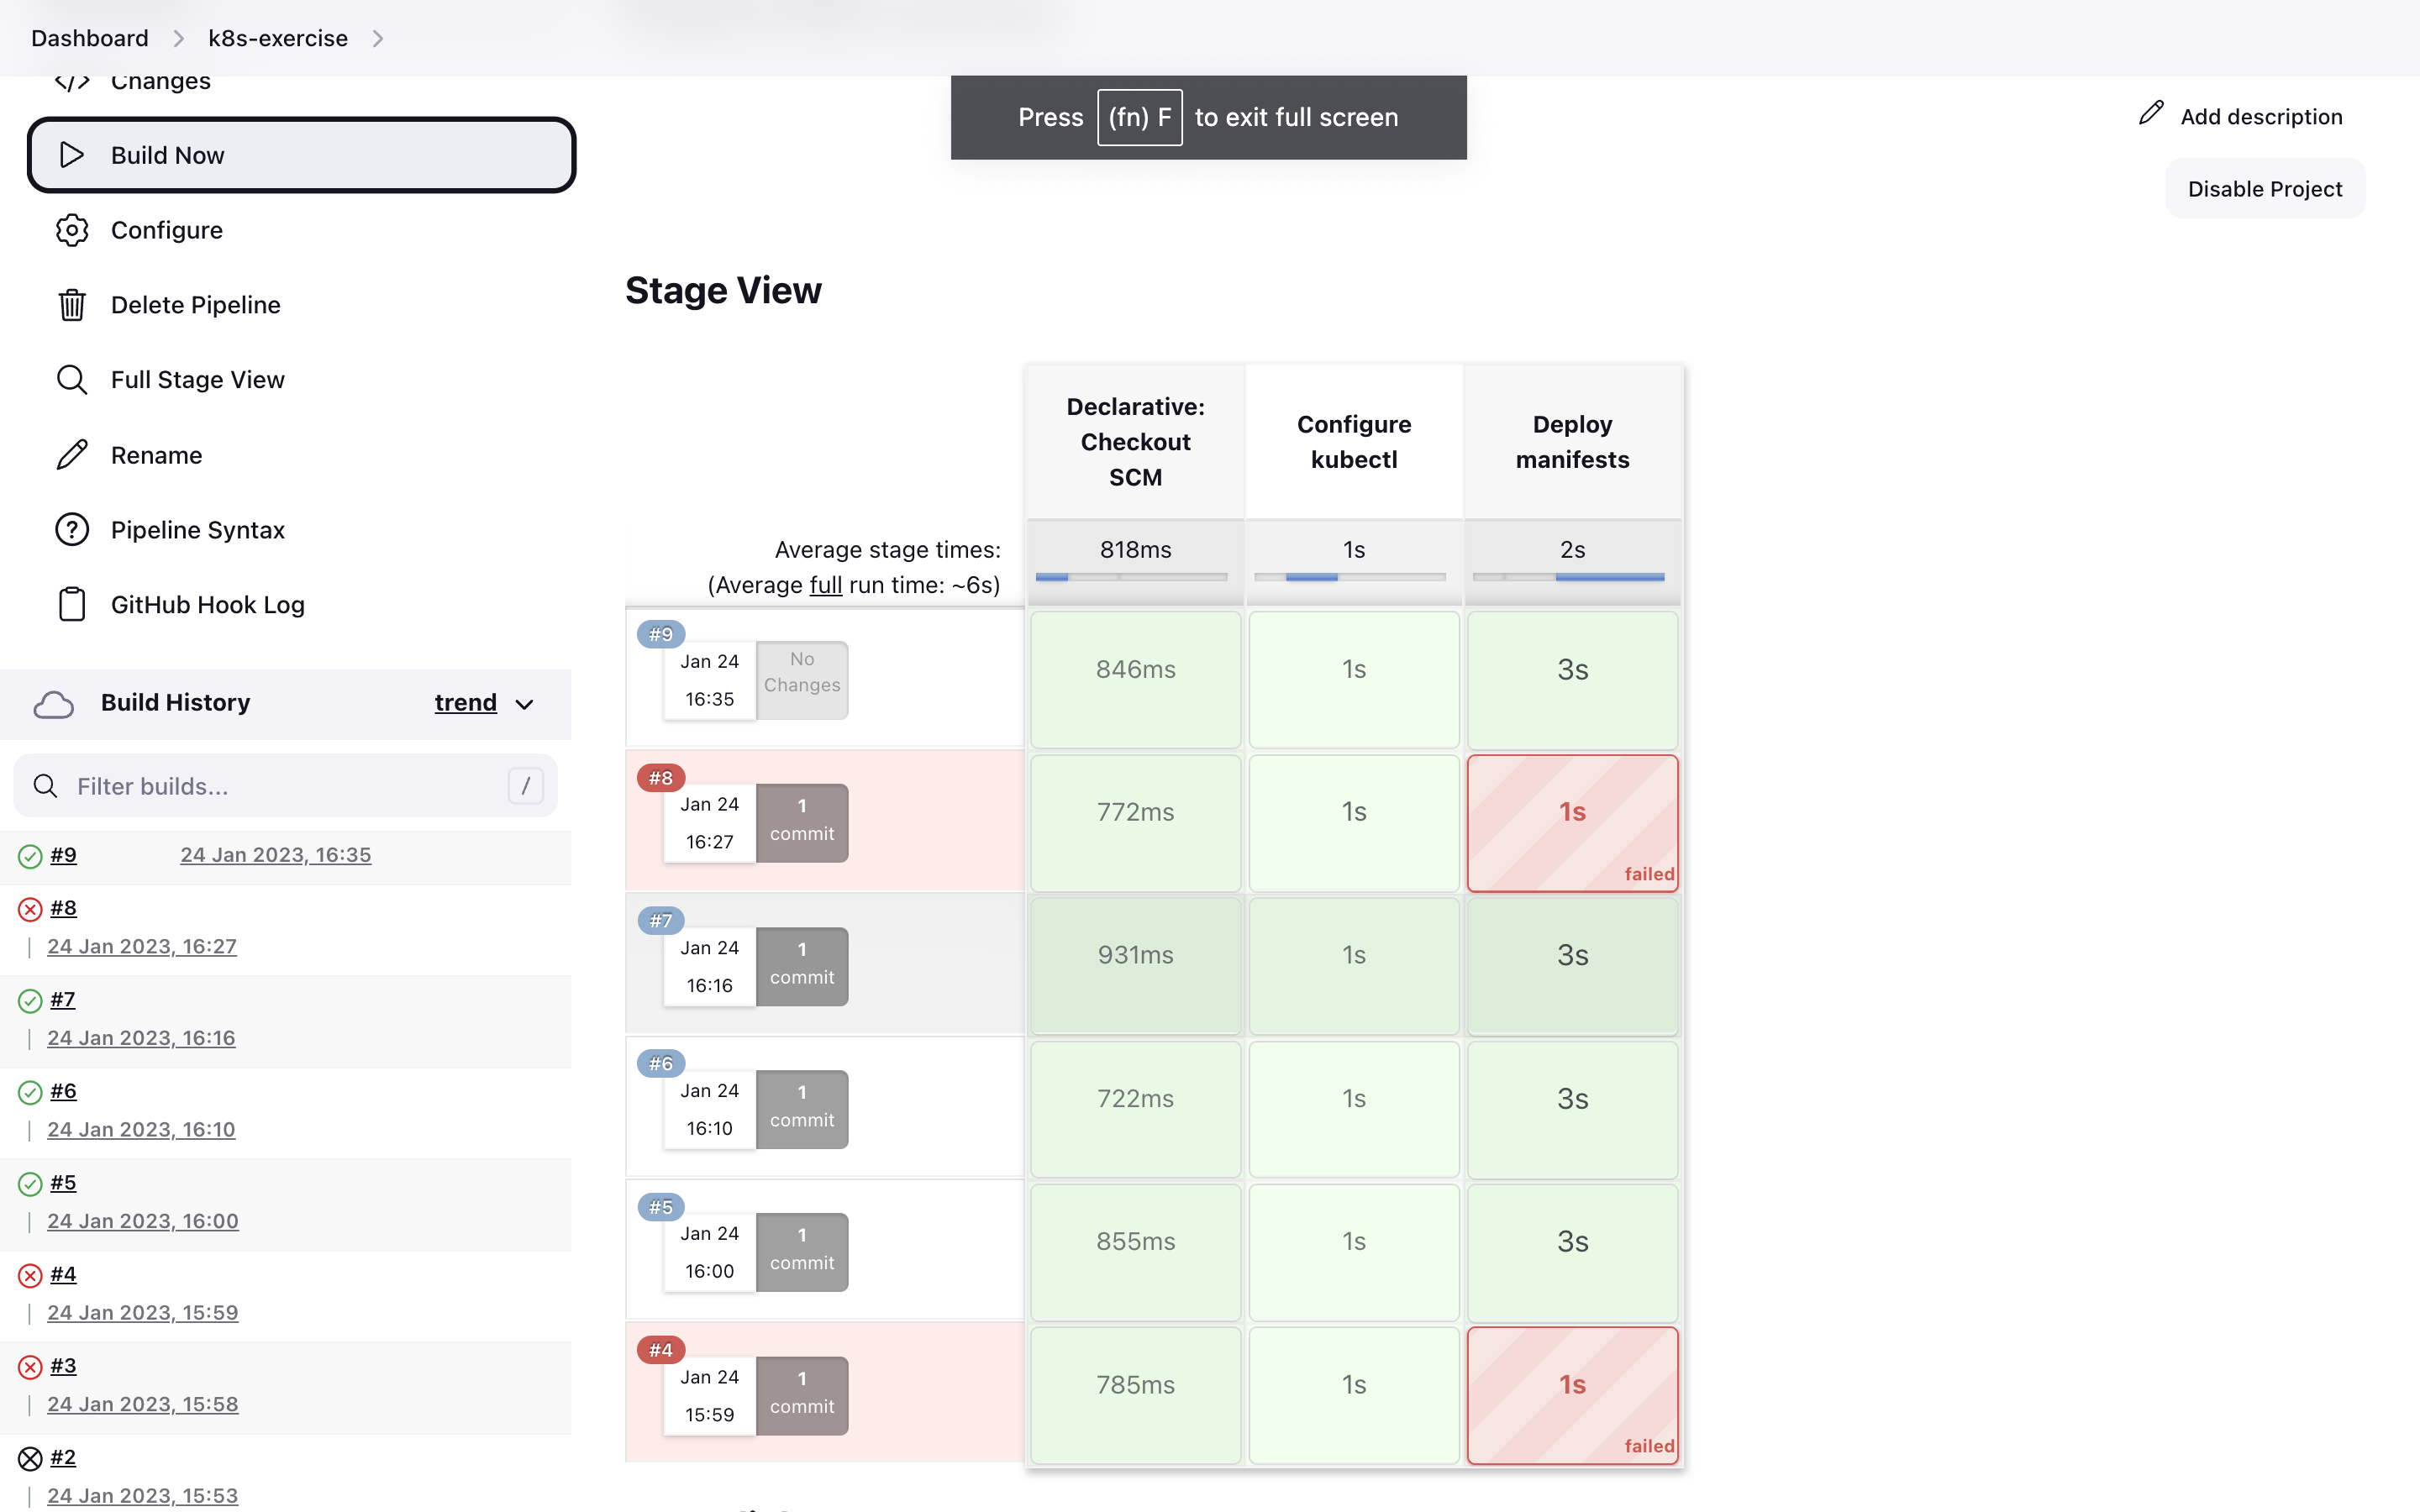 Dashboard
k8s-exercise
Changes
Press (fn) F to exit full screen
Add description
Build Now
Disable Project
Configure
Delete Pipeline
Full Stage View
Rename
Pipeline Syntax
GitHub Hook Log
Build History
trend
Filter builds...
/
#9
24 Jan 2023, 16:35
#8
24 Jan 2023, 16:27
#7
24 Jan 2023, 16:16
#6
24 Jan 2023, 16:10
#5
24 Jan 2023, 16:00
#4
24 Jan 2023, 15:59
#3
24 Jan 2023, 15:58
#2
24 Jan 2023, 15:53
Stage View
Declarative:
Checkout
SCM
Configure
kubectl
Deploy
manifests
Average stage times:
(Average full run time: ~6s)
818ms
1s
2s
#9
Jan 24
16:35
No
Changes
846ms
1s
3s
#8
Jan 24
16:27
1
commit
772ms
1s
1s
failed
#7
Jan 24
16:16
1
commit
931ms
1s
3s
#6
Jan 24
16:10
1
commit
722ms
1s
3s
#5
Jan 24
16:00
1
commit
855ms
1s
3s
#4
Jan 24
15:59
1
commit
785ms
1s
1s
failed